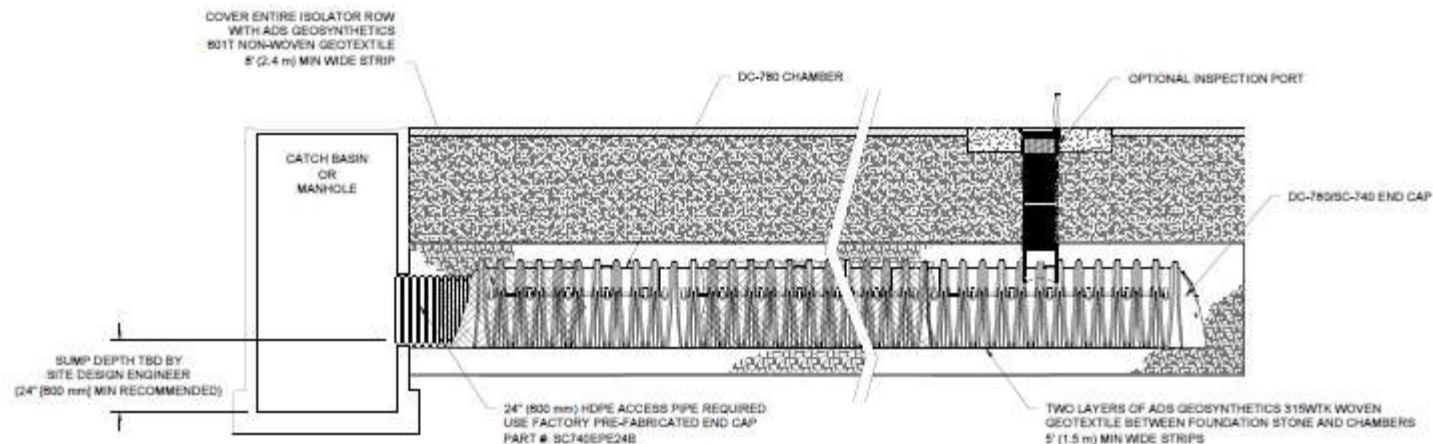 COVER ENTIRE ISOLATOR ROW
WITH ADS GEOSYNTHETICS
601T NON-WOVEN GEOTEXTILE
8' (2.4 m) MIN WIDE STRIP
DC-780 CHAMBER
OPTIONAL INSPECTION PORT
CATCH BASIN
OR
MANHOLE
DC-780/SC-740 END CAP
SUMP DEPTH TBD BY
SITE DESIGN ENGINEER
(24" [600 mm] MIN RECOMMENDED)
24" (600 mm) HDPE ACCESS PIPE REQUIRED
USE FACTORY PRE-FABRICATED END CAP
PART #: SC740EPE24B
TWO LAYERS OF ADS GEOSYNTHETICS 315WTK WOVEN
GEOTEXTILE BETWEEN FOUNDATION STONE AND CHAMBERS
5' (1.5 m) MIN WIDE STRIPS